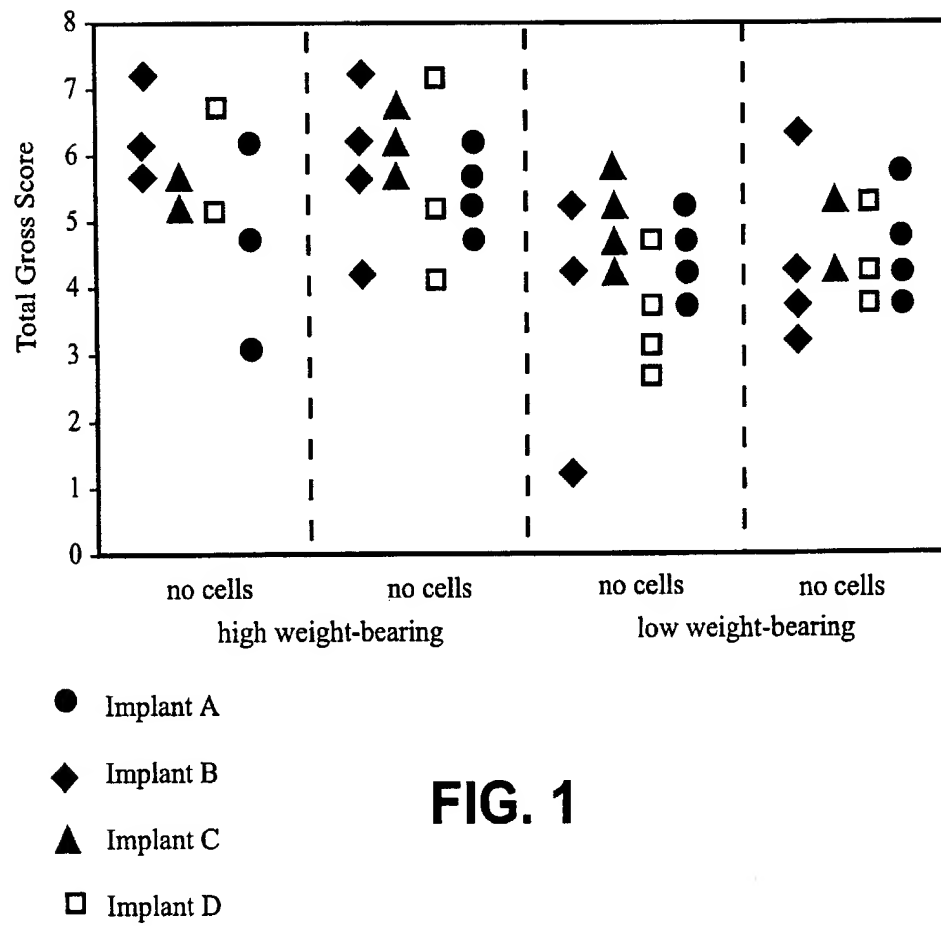 8
7
6
5
4
3
2
1
0
Total Gross Score
no cells no cells no cells no cells
high weight-bearing low weight-bearing
Implant A
Implant B
Implant C
Implant D
FIG. 1